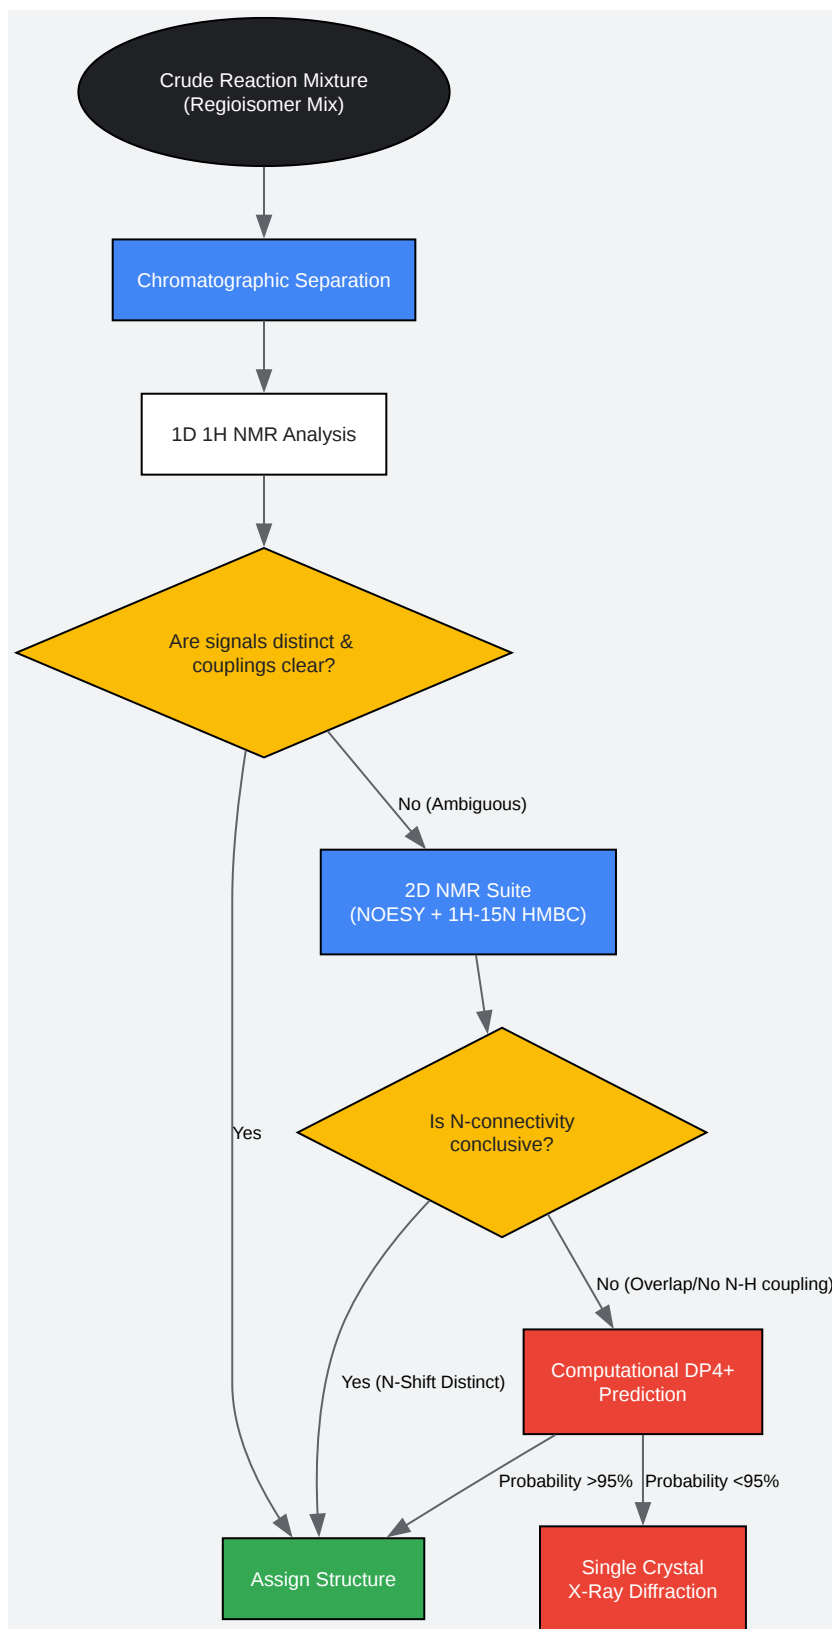 Crude Reaction Mixture
(Regioisomer Mix)
Chromatographic Separation
1D 1H NMR Analysis
Are signals distinct &
couplings clear?
No (Ambiguous)
2D NMR Suite
(NOESY + 1H-15N HMBC)
Yes
Is N-connectivity
conclusive?
No (Overlap/No N-H coupling)
Yes (N-Shift Distinct)
Computational DP4+
Prediction
Probability >95%
Probability <95%
Assign Structure
Single Crystal
X-Ray Diffraction